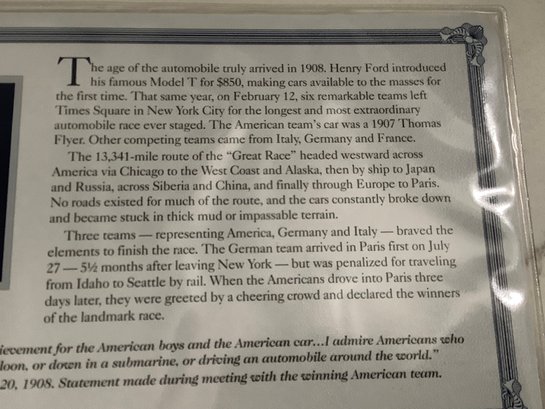 The age of the automobile truly arrived in 1908. Henry Ford introduced
his famous Model T for $850, making cars available to the masses for
the first time. That same year, on February 12, six remarkable teams left
Times Square in New York City for the longest and most extraordinary
automobile race ever staged. The American team's car was a 1907 Thomas
Flyer. Other competing teams came from Italy, Germany and France.
The 13,341-mile route of the “Great Race” headed westward across
America via Chicago to the West Coast and Alaska, then by ship to Japan
and Russia, across Siberia and China, and finally through Europe to Paris.
No roads existed for much of the route, and the cars constantly broke down
and became stuck in thick mud or impassable terrain.
Three teams — representing America, Germany and Italy — braved the
elements to finish the race. The German team arrived in Paris first on July
27 — 5½ months after leaving New York — but was penalized for traveling
from Idaho to Seattle by rail. When the Americans drove into Paris three
days later, they were greeted by a cheering crowd and declared the winners
of the landmark race.
ievement for the American boys and the American car...I admire Americans who
loon, or down in a submarine, or driving an automobile around the world.”
20, 1908. Statement made during meeting with the winning American team.